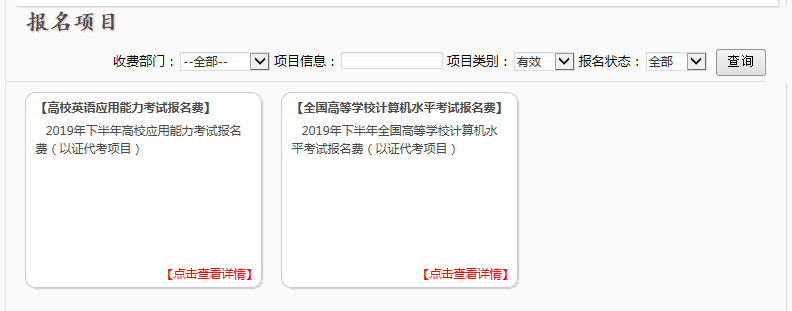 报名项目
收费部门： --全部-- 项目信息： 项目类别： 有效 报名状态： 全部 查询
【高校英语应用能力考试报名费】
2019年下半年高校应用能力考试报名
费（以证代考项目）
【点击查看详情】
【全国高等学校计算机水平考试报名费】
2019年下半年全国高等学校计算机水
平考试报名费（以证代考项目）
【点击查看详情】